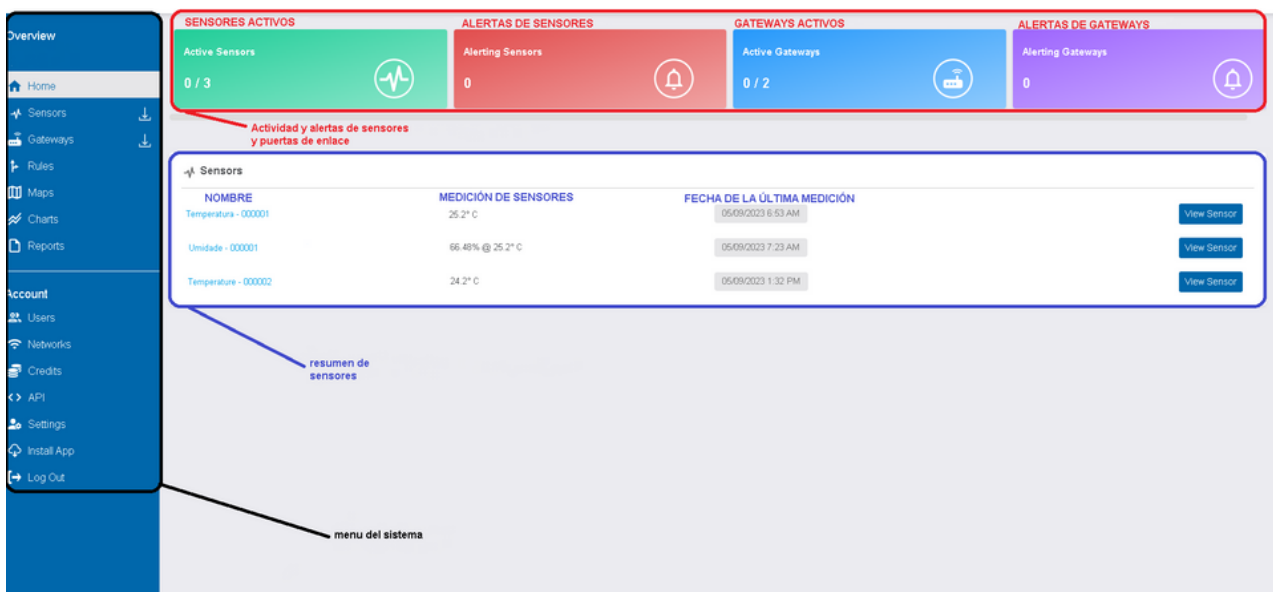 Overview
Home
Sensors
Gateways
Rules
Maps
Charts
Reports
Account
Users
Networks
Credits
API
Settings
Install App
Log Out
SENSORES ACTIVOS
Active Sensors
0 / 3
ALERTAS DE SENSORES
Alerting Sensors
0
GATEWAYS ACTIVOS
Active Gateways
0 / 2
ALERTAS DE GATEWAYS
Alerting Gateways
0
Actividad y alertas de sensores
y puertas de enlace
Sensors
NOMBRE MEDICIÓN DE SENSORES FECHA DE LA ÚLTIMA MEDICIÓN
Temperatura - 000001 25.2° C 05/09/2023 6:53 AM View Sensor
Umidade - 000001 66.48% @ 25.2° C 05/09/2023 7:23 AM View Sensor
Temperature - 000002 24.2° C 05/09/2023 1:32 PM View Sensor
resumen de
sensores
menu del sistema